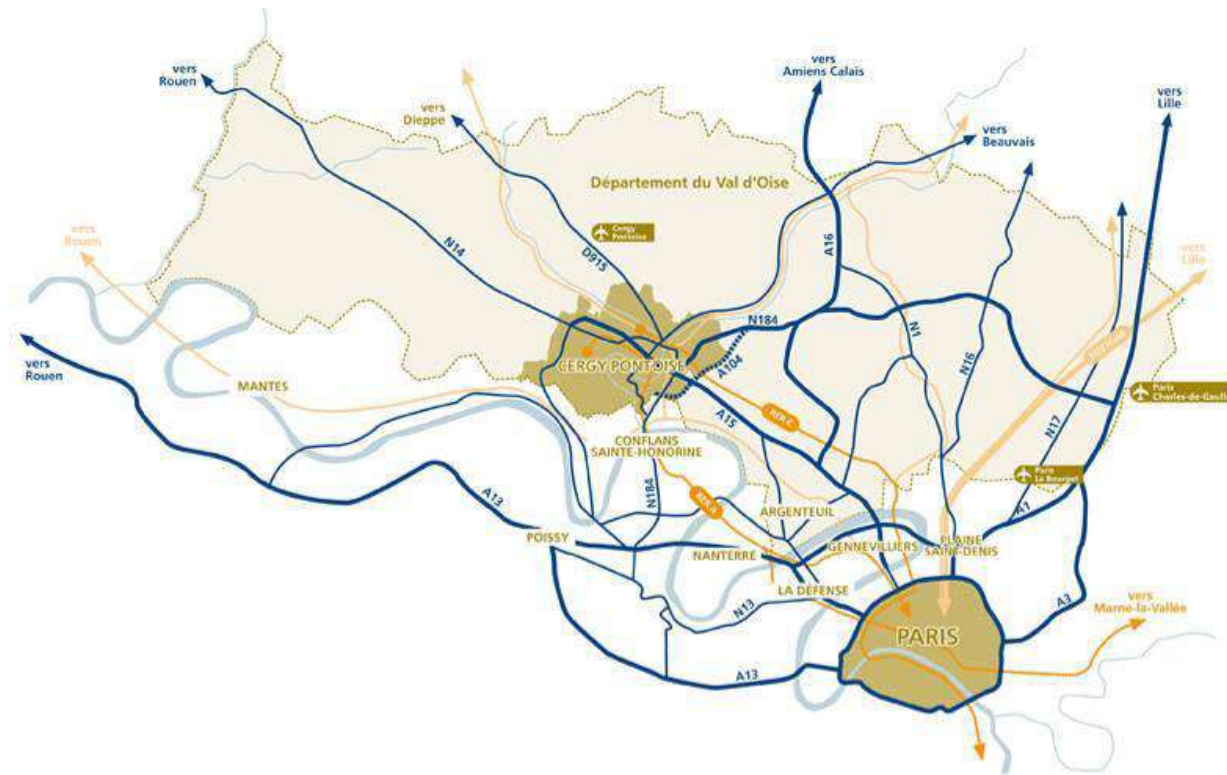 vers
Rouen
vers
Dieppe
vers
Amiens Calais
vers
Lille
vers
Beauvais
Département du Val d'Oise
Cergy
Pontoise
vers
Rouen
N14
D915
A16
vers
Lille
N184
N1
N16
vers
Rouen
CERGY PONTOISE
A104
MANTES
Paris
Charles-de-Gaulle
A15
RER C
N17
CONFLANS
SAINTE-HONORINE
Paris
Le Bourget
A13
N184
RER A
ARGENTEUIL
A1
POISSY
NANTERRE
GENNEVILLIERS
PLAINE
SAINT-DENIS
LA DÉFENSE
N13
A3
vers
Marne-la-Vallée
PARIS
A13